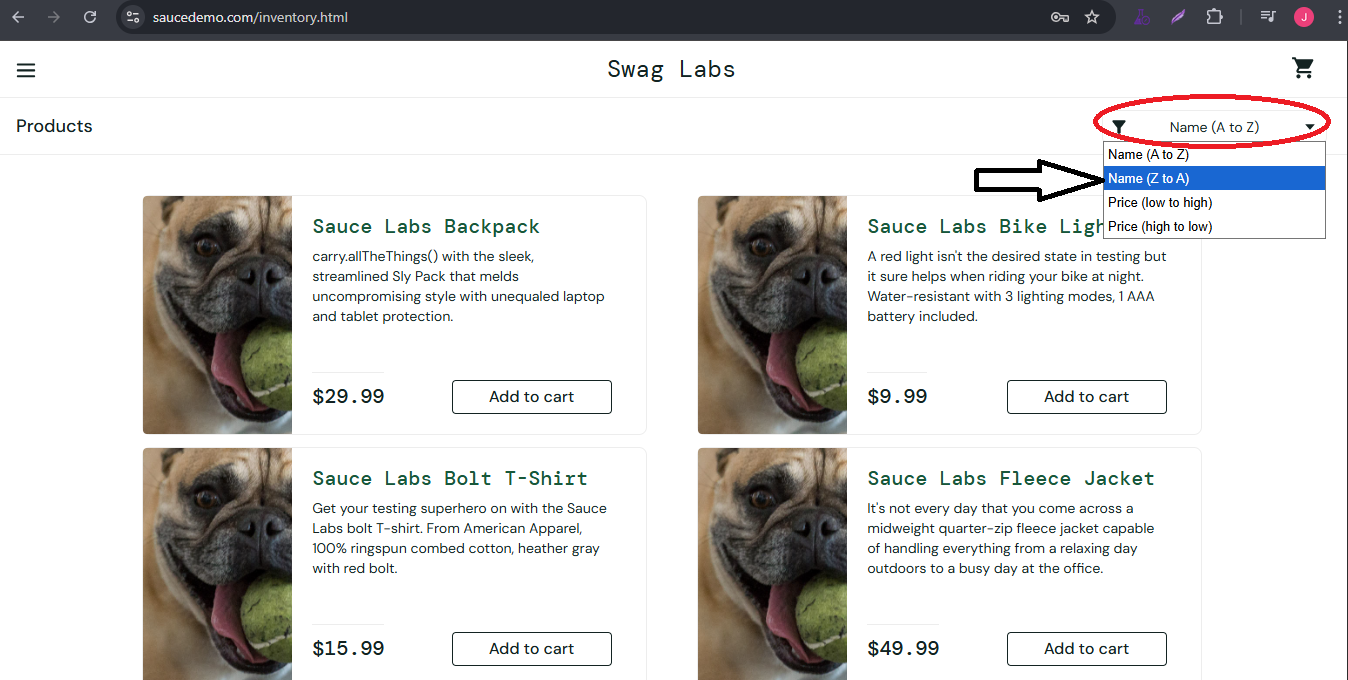 saucedemo.com/inventory.html
J
Swag Labs
Products
Name (A to Z)
Name (A to Z)
Name (Z to A)
Price (low to high)
Price (high to low)
Sauce Labs Backpack
carry.allTheThings() with the sleek,
streamlined Sly Pack that melds
uncompromising style with unequaled laptop
and tablet protection.
$29.99
Add to cart
Sauce Labs Bike Ligh
A red light isn't the desired state in testing but
it sure helps when riding your bike at night.
Water-resistant with 3 lighting modes, 1 AAA
battery included.
$9.99
Add to cart
Sauce Labs Bolt T-Shirt
Get your testing superhero on with the Sauce
Labs bolt T-shirt. From American Apparel,
100% ringspun combed cotton, heather gray
with red bolt.
$15.99
Add to cart
Sauce Labs Fleece Jacket
It's not every day that you come across a
midweight quarter-zip fleece jacket capable
of handling everything from a relaxing day
outdoors to a busy day at the office.
$49.99
Add to cart